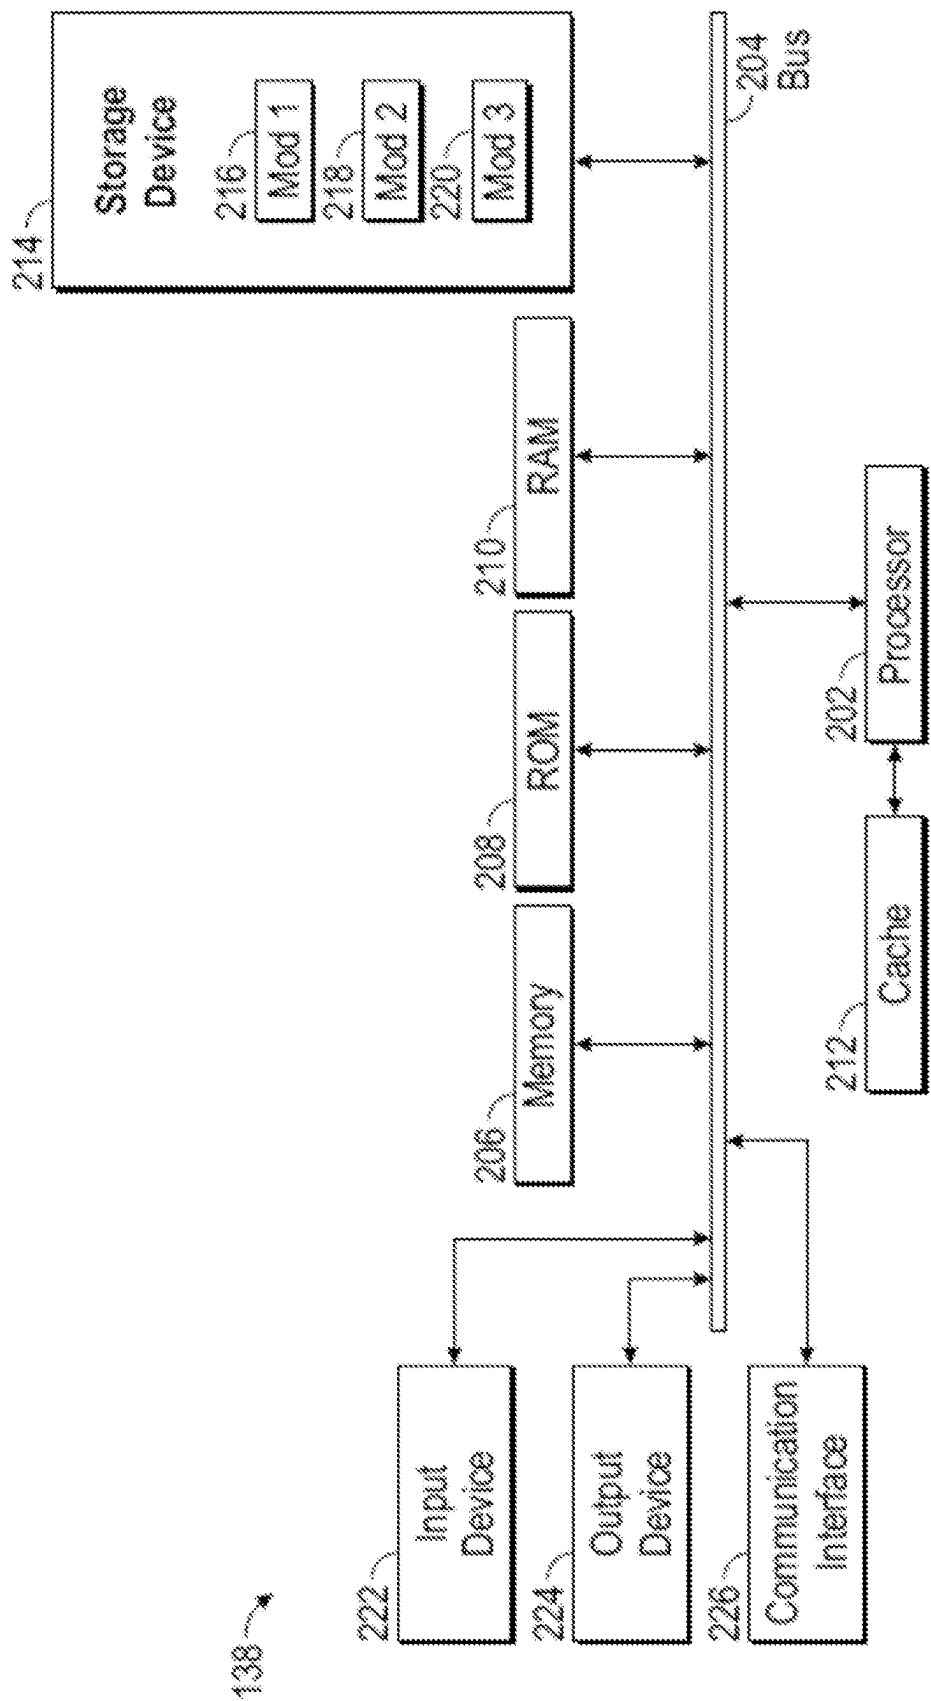 138
222
Input
Device
224
Output
Device
226
Communication
Interface
206
Memory
208
ROM
210
RAM
214
Storage
Device
216
Mod 1
218
Mod 2
220
Mod 3
204
Bus
212
Cache
202
Processor